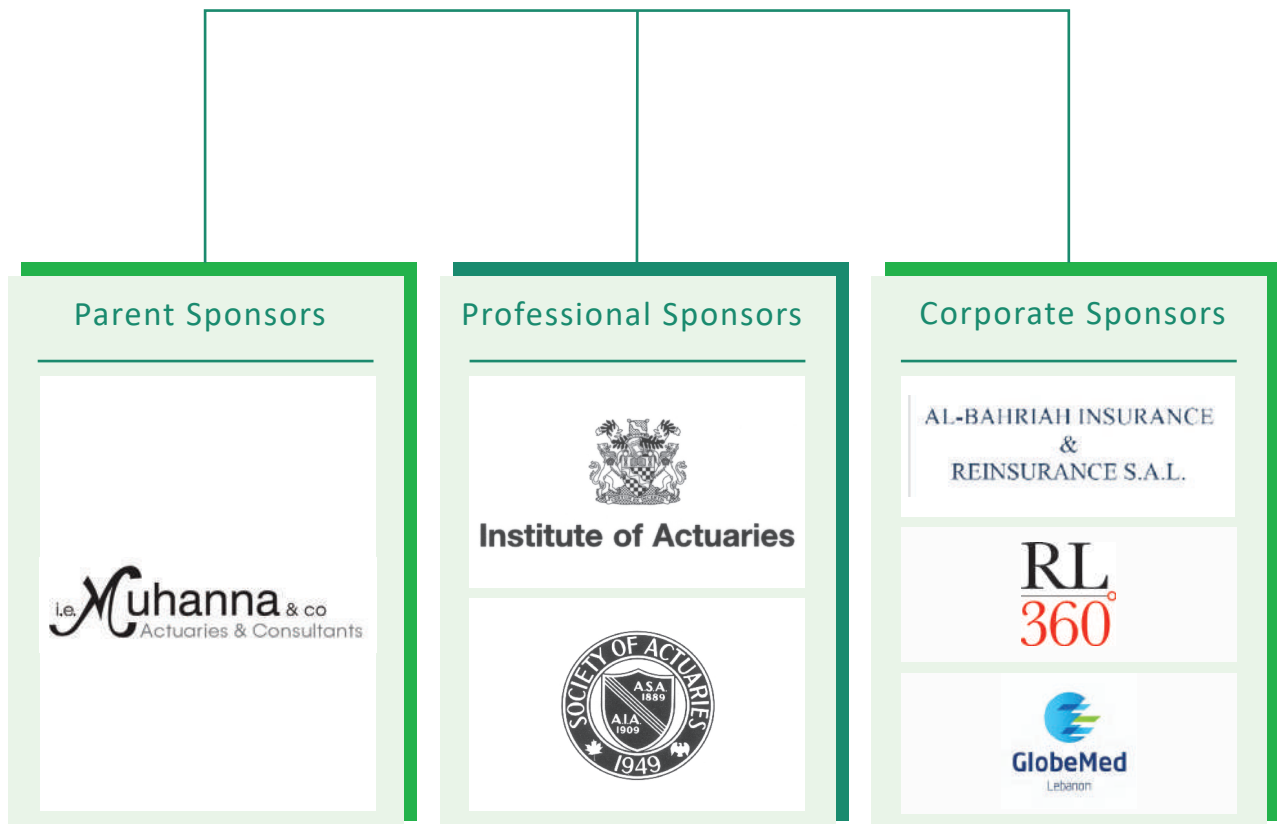 Parent Sponsors
i.e. Muhanna & co
Actuaries & Consultants
Professional Sponsors
Institute of Actuaries
SOCIETY OF ACTUARIES
A.S.A.
1889
A.I.A.
1909
1949
Corporate Sponsors
AL-BAHRIAH INSURANCE
&
REINSURANCE S.A.L.
RL
360°
GlobeMed
Lebanon